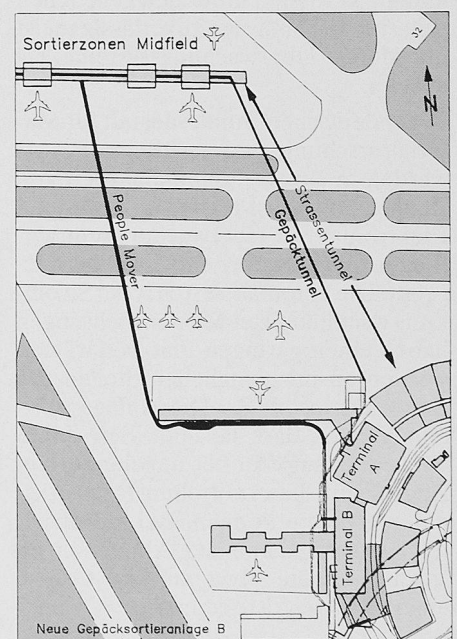 Sortierzonen Midfield
32
N
People Mover
Strassentunnel
Gepäcktunnel
Terminal
A
Terminal B
Neue Gepäcksortieranlage B